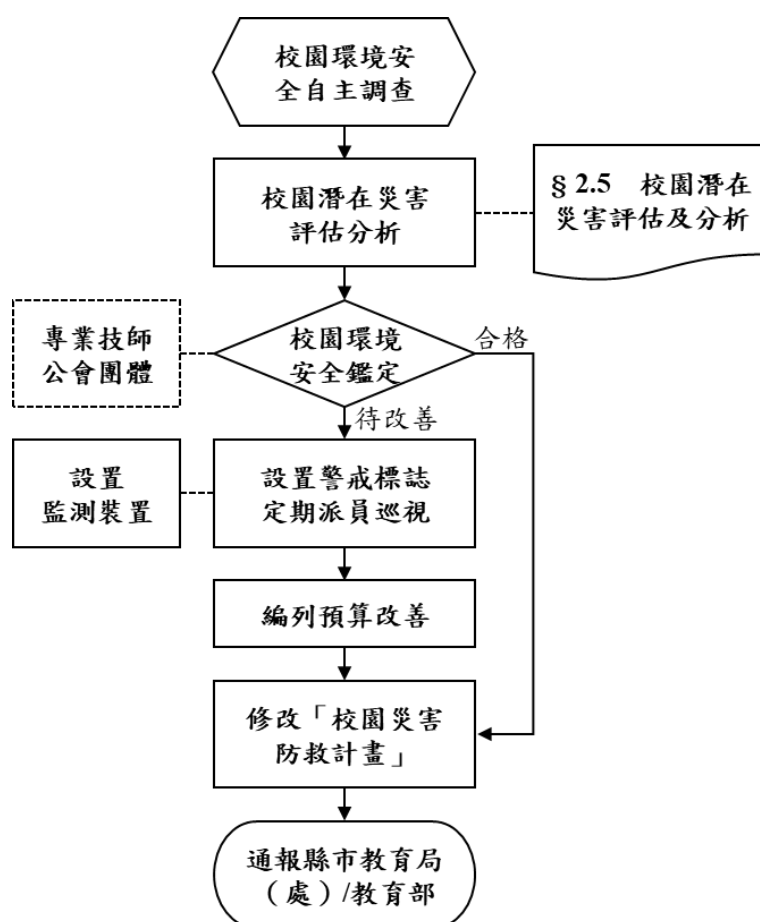 校園環境安
全自主調查
校園潛在災害
評估分析
§ 2.5 校園潛在
災害評估及分析
專業技師
公會團體
校園環境
安全鑑定
合格
待改善
設置
監測裝置
設置警戒標誌
定期派員巡視
編列預算改善
修改「校園災害
防救計畫」
通報縣市教育局
（處）/教育部